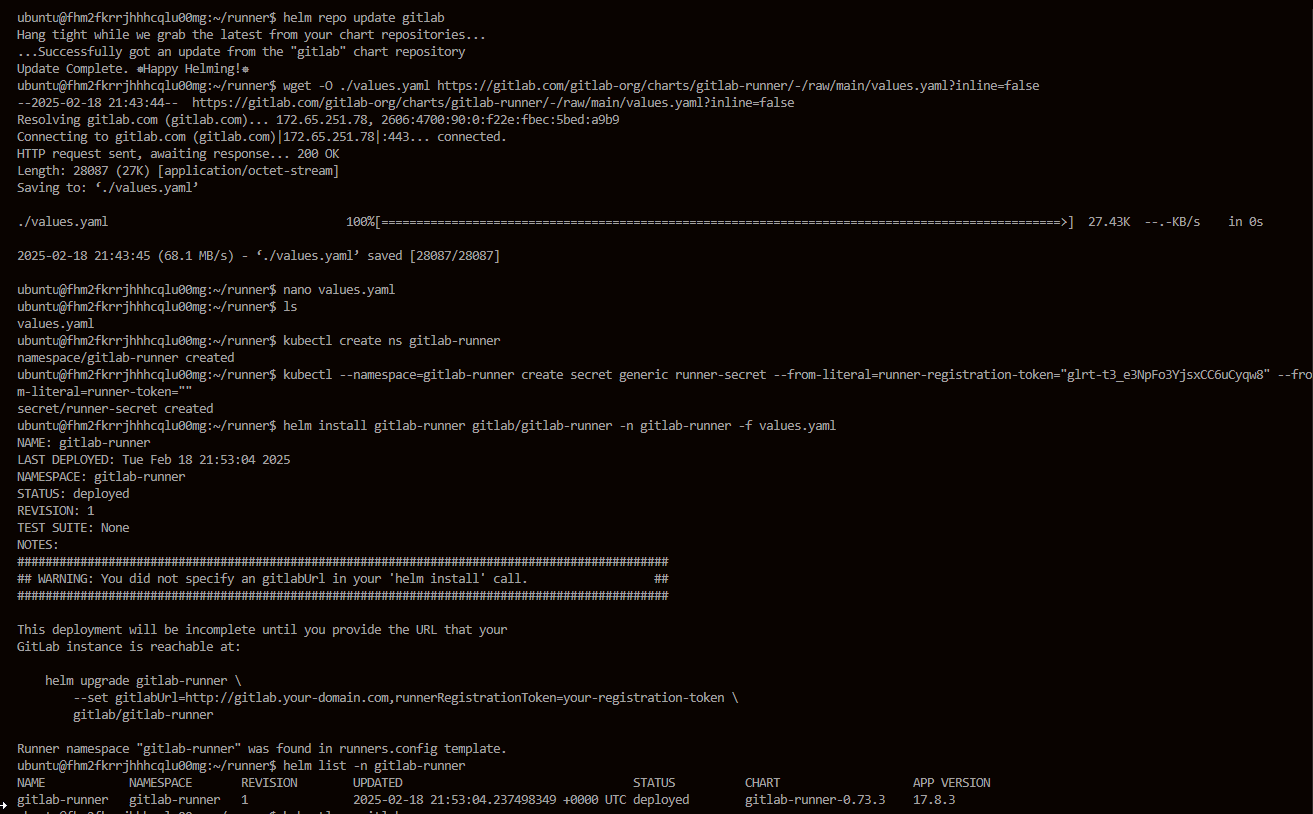 ubuntu@fhm2fkrrjhhhcqlu00mg:~/runner$ helm repo update gitlab
Hang tight while we grab the latest from your chart repositories...
...Successfully got an update from the "gitlab" chart repository
Update Complete. ⎈Happy Helming!⎈
ubuntu@fhm2fkrrjhhhcqlu00mg:~/runner$ wget -O ./values.yaml https://gitlab.com/gitlab-org/charts/gitlab-runner/-/raw/main/values.yaml?inline=false
--2025-02-18 21:43:44-- https://gitlab.com/gitlab-org/charts/gitlab-runner/-/raw/main/values.yaml?inline=false
Resolving gitlab.com (gitlab.com)... 172.65.251.78, 2606:4700:90:0:f22e:fbec:5bed:a9b9
Connecting to gitlab.com (gitlab.com)|172.65.251.78|:443... connected.
HTTP request sent, awaiting response... 200 OK
Length: 28087 (27K) [application/octet-stream]
Saving to: ‘./values.yaml’
./values.yaml 100%[=================================================================================================>] 27.43K --.-KB/s in 0s
2025-02-18 21:43:45 (68.1 MB/s) - ‘./values.yaml’ saved [28087/28087]
ubuntu@fhm2fkrrjhhhcqlu00mg:~/runner$ nano values.yaml
ubuntu@fhm2fkrrjhhhcqlu00mg:~/runner$ ls
values.yaml
ubuntu@fhm2fkrrjhhhcqlu00mg:~/runner$ kubectl create ns gitlab-runner
namespace/gitlab-runner created
ubuntu@fhm2fkrrjhhhcqlu00mg:~/runner$ kubectl --namespace=gitlab-runner create secret generic runner-secret --from-literal=runner-registration-token="glrt-t3_e3NpFo3YjsxCC6uCyqw8" --fro
m-literal=runner-token=""
secret/runner-secret created
ubuntu@fhm2fkrrjhhhcqlu00mg:~/runner$ helm install gitlab-runner gitlab/gitlab-runner -n gitlab-runner -f values.yaml
NAME: gitlab-runner
LAST DEPLOYED: Tue Feb 18 21:53:04 2025
NAMESPACE: gitlab-runner
STATUS: deployed
REVISION: 1
TEST SUITE: None
NOTES:
#############################################################################################
## WARNING: You did not specify an gitlabUrl in your 'helm install' call. ##
#############################################################################################
This deployment will be incomplete until you provide the URL that your
GitLab instance is reachable at:
helm upgrade gitlab-runner \
--set gitlabUrl=http://gitlab.your-domain.com,runnerRegistrationToken=your-registration-token \
gitlab/gitlab-runner
Runner namespace "gitlab-runner" was found in runners.config template.
ubuntu@fhm2fkrrjhhhcqlu00mg:~/runner$ helm list -n gitlab-runner
NAME NAMESPACE REVISION UPDATED STATUS CHART APP VERSION
gitlab-runner gitlab-runner 1 2025-02-18 21:53:04.237498349 +0000 UTC deployed gitlab-runner-0.73.3 17.8.3